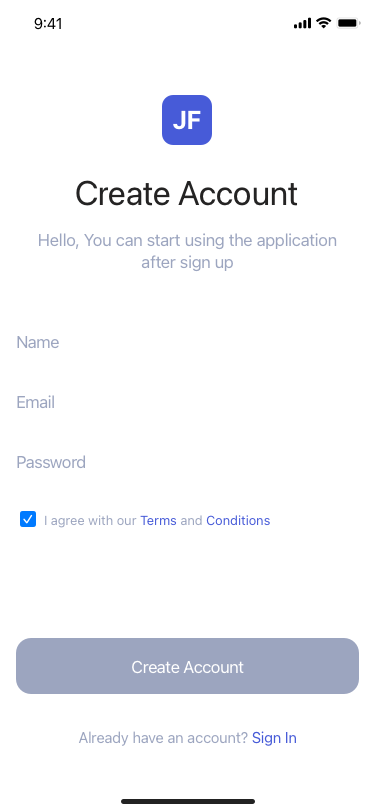 9:41
JF
Create Account
Hello, You can start using the application
after sign up
Name
Email
Password
I agree with our Terms and Conditions
Create Account
Already have an account? Sign In